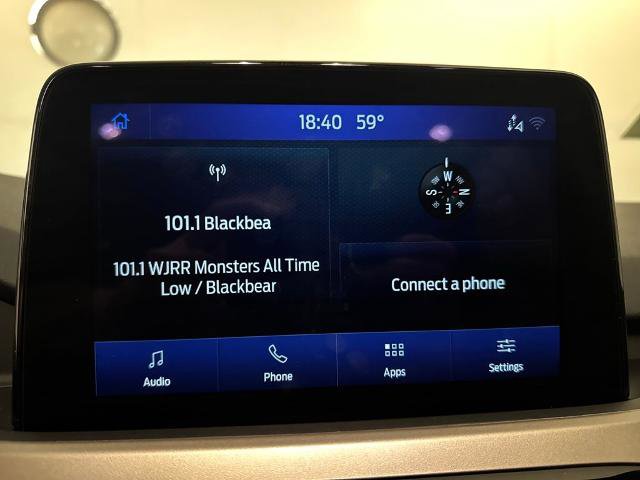 18:40 59°
101.1 Blackbea
101.1 WJRR Monsters All Time
Low / Blackbear
W
S N
E
Connect a phone
Audio
Phone
Apps
Settings